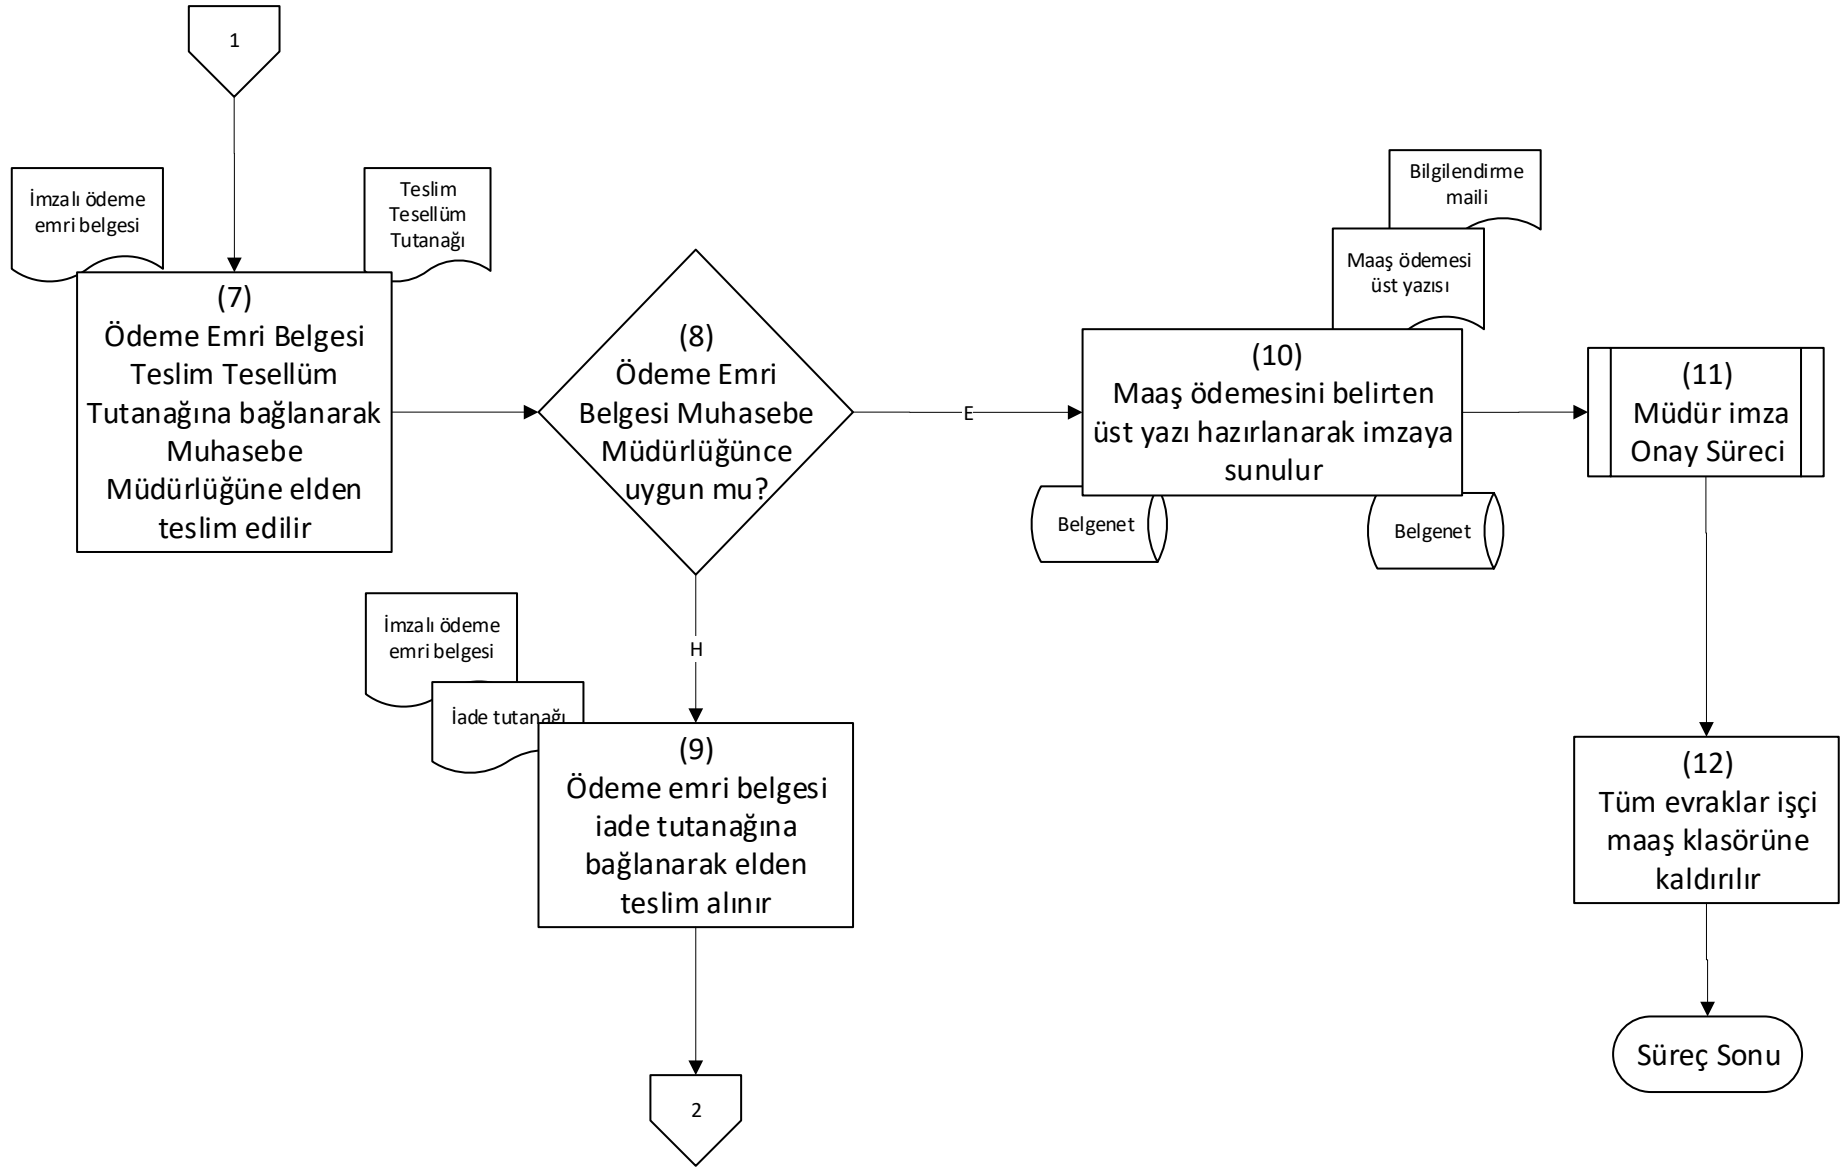 1
İmzalı ödeme
emri belgesi
Teslim
Tesellüm
Tutanağı
(7)
Ödeme Emri Belgesi
Teslim Tesellüm
Tutanağına bağlanarak
Muhasebe
Müdürlüğüne elden
teslim edilir
(8)
Ödeme Emri
Belgesi Muhasebe
Müdürlüğünce
uygun mu?
E
H
İmzalı ödeme
emri belgesi
İade tutanağı
(9)
Ödeme emri belgesi
iade tutanağına
bağlanarak elden
teslim alınır
2
Bilgilendirme
maili
Maaş ödemesi
üst yazısı
(10)
Maaş ödemesini belirten
üst yazı hazırlanarak imzaya
sunulur
Belgenet
Belgenet
(11)
Müdür imza
Onay Süreci
(12)
Tüm evraklar işçi
maaş klasörüne
kaldırılır
Süreç Sonu